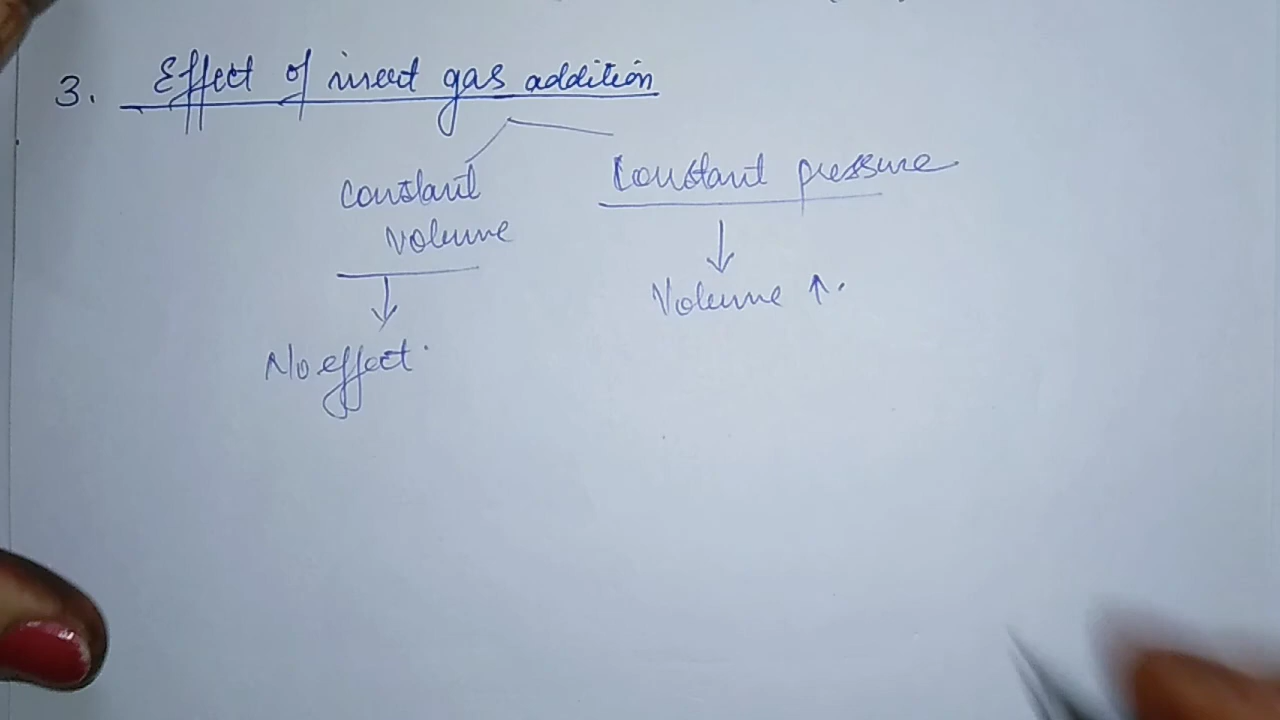 3. Effect of inert gas addition
Constant pressure
Constant
volume
Volume ↑.
No effect.